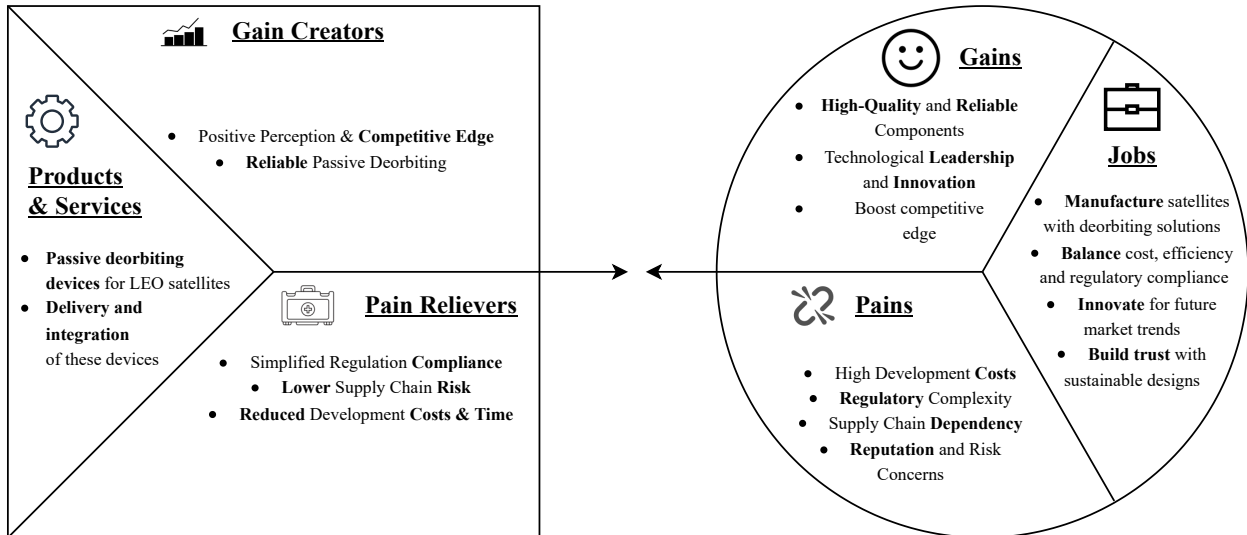 Gain Creators
• Positive Perception & Competitive Edge
• Reliable Passive Deorbiting
Products
& Services
• Passive deorbiting
devices for LEO satellites
• Delivery and
integration
of these devices
Pain Relievers
• Simplified Regulation Compliance
• Lower Supply Chain Risk
• Reduced Development Costs & Time
Gains
• High-Quality and Reliable
Components
• Technological Leadership
and Innovation
• Boost competitive
edge
Jobs
• Manufacture satellites
with deorbiting solutions
• Balance cost, efficiency
and regulatory compliance
• Innovate for future
market trends
• Build trust with
sustainable designs
Pains
• High Development Costs
• Regulatory Complexity
• Supply Chain Dependency
• Reputation and Risk
Concerns